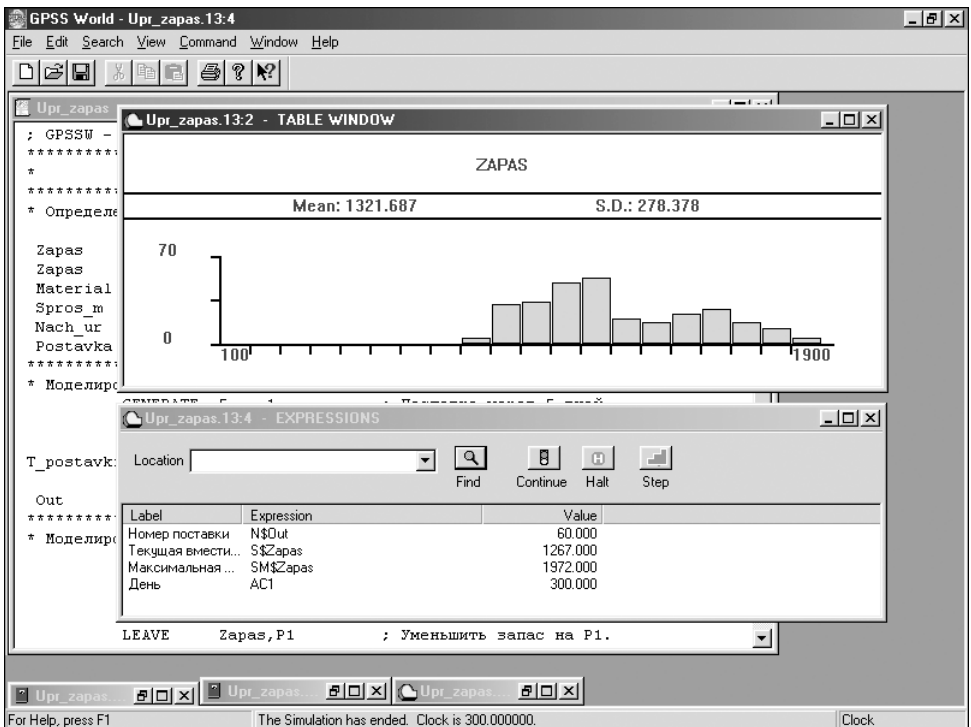 GPSS World - Upr_zapas.13:4
File Edit Search View Command Window Help
Upr_zapas
; GPSSW -
***********
*
***********
* Определе
Zapas
Zapas
Material
Spros_m
Nach_ur
Postavka
***********
* Моделиро
Upr_zapas.13:2 - TABLE WINDOW
ZAPAS
Mean: 1321.687 S.D.: 278.378
70
0
100 1900
T_postavki
Out
***********
* Моделиро
Upr_zapas.13:4 - EXPRESSIONS
Location
Find Continue Halt Step
Label Expression Value
Номер поставки N$Out 60.000
Текущая вмести... S$Zapas 1267.000
Максимальная ... SM$Zapas 1972.000
День AC1 300.000
LEAVE Zapas,P1 ; Уменьшить запас на P1.
Upr_zapas... Upr_zapas.... Upr_zapas....
For Help, press F1 The Simulation has ended. Clock is 300.000000. Clock